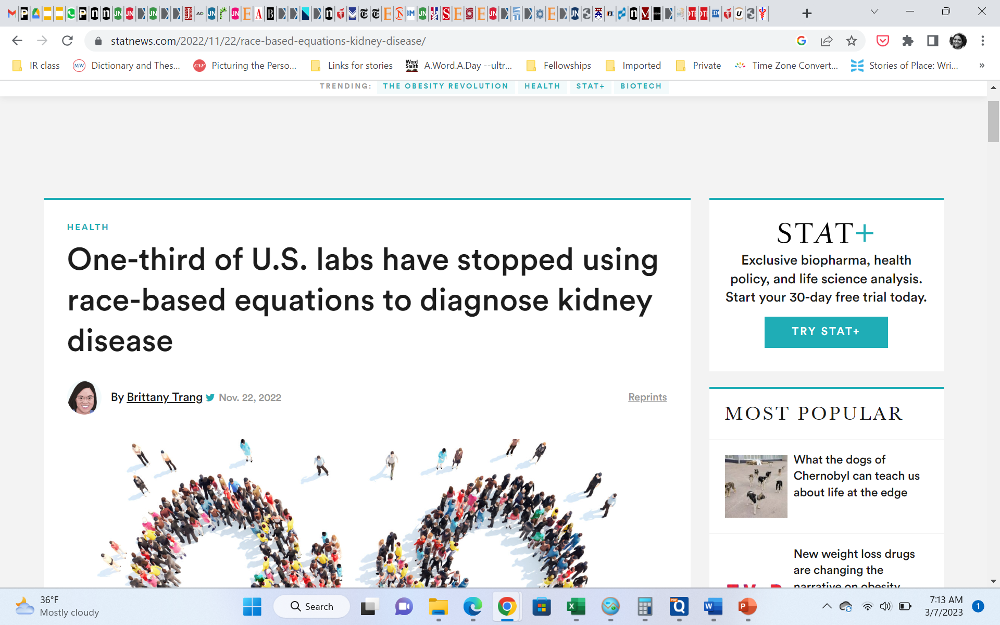 statnews.com/2022/11/22/race-based-equations-kidney-disease/
IR class
Dictionary and Thes...
Picturing the Perso...
Links for stories
Word Smith
A.Word.A.Day --ultr...
Fellowships
Imported
Private
Time Zone Convert...
Stories of Place: Wri...
»
TRENDING: THE OBESITY REVOLUTION HEALTH STAT+ BIOTECH
HEALTH
One-third of U.S. labs have stopped using
race-based equations to diagnose kidney
disease
By Brittany Trang Nov. 22, 2022
Reprints
STAT+
Exclusive biopharma, health
policy, and life science analysis.
Start your 30-day free trial today.
TRY STAT+
MOST POPULAR
What the dogs of
Chernobyl can teach us
about life at the edge
New weight loss drugs
are changing the
narrative on obesity
36°F
Mostly cloudy
Search
7:13 AM
3/7/2023
1